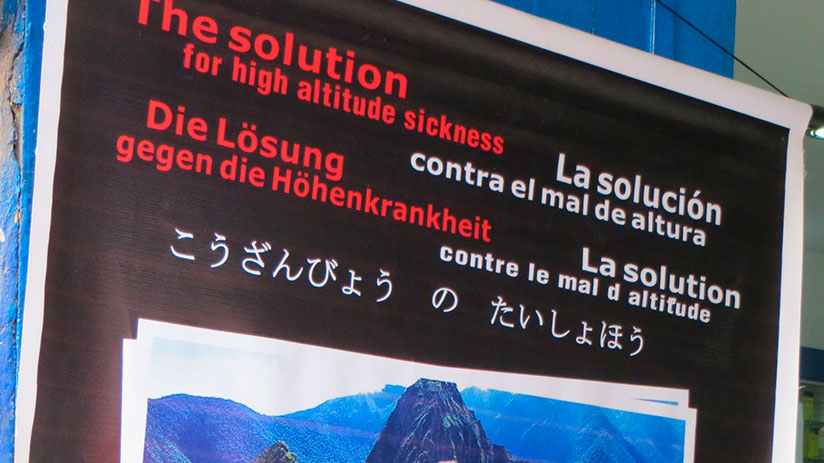 The solution
for high altitude sickness
Die Lösung
gegen die Höhenkrankheit
La solución
contra el mal de altura
La solution
contre le mal d altitude
こうざんびょう の たいしょほう